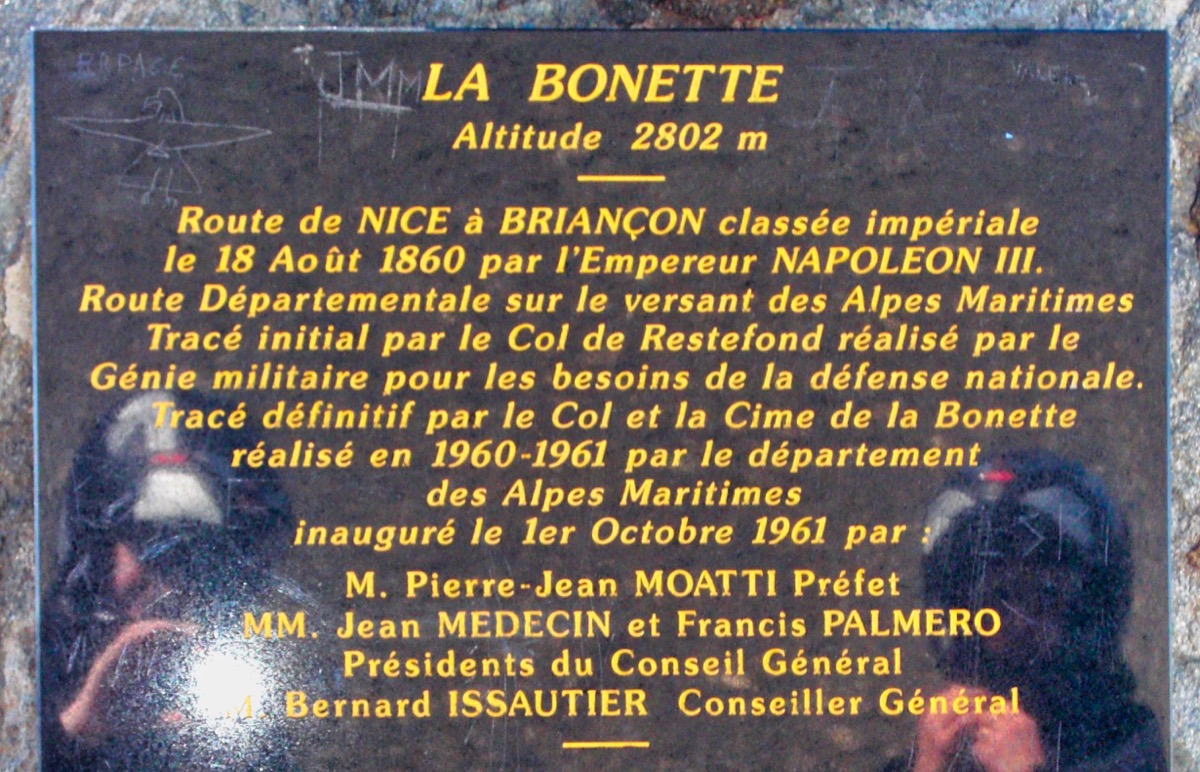 RAPACE
JMM
LA BONETTE
Altitude 2802 m
Route de NICE à BRIANÇON classée impériale
le 18 Août 1860 par l'Empereur NAPOLÉON III.
Route Départementale sur le versant des Alpes Maritimes
Tracé initial par le Col de Restefond réalisé par le
Génie militaire pour les besoins de la défense nationale.
Tracé définitif par le Col et la Cime de la Bonette
réalisé en 1960-1961 par le département
des Alpes Maritimes
inauguré le 1er Octobre 1961 par :
M. Pierre-Jean MOATTI Préfet
MM. Jean MEDECIN et Francis PALMERO
Présidents du Conseil Général
M. Bernard ISSAUTIER Conseiller Général